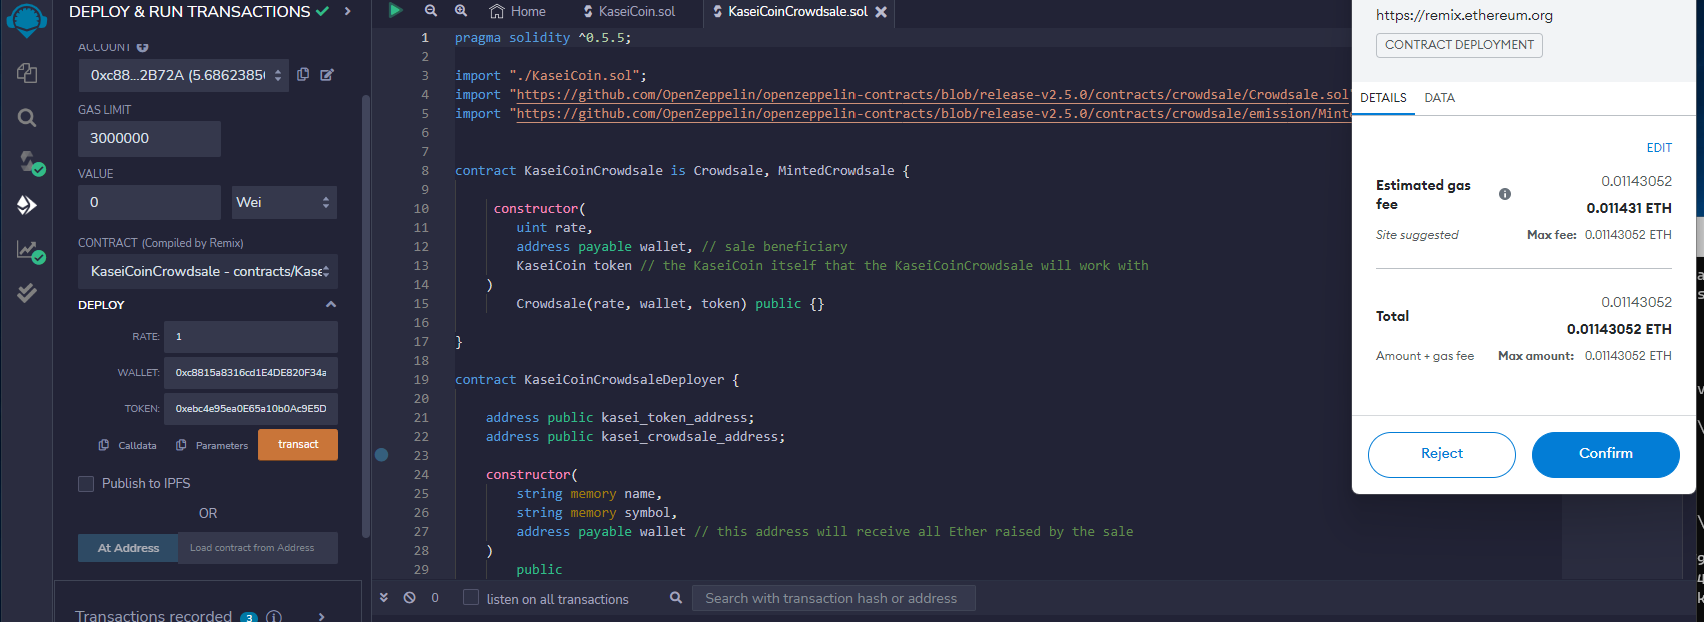 DEPLOY & RUN TRANSACTIONS
ACCOUNT
0xc88...2B72A (5.6862385
GAS LIMIT
3000000
VALUE
0
Wei
CONTRACT (Compiled by Remix)
KaseiCoinCrowdsale - contracts/Kase
DEPLOY
RATE: 1
WALLET: 0xc8815a8316cd1E4DE820F34a
TOKEN: 0xebc4e95ea0E65a10b0Ac9E5D
Calldata Parameters transact
Publish to IPFS
OR
At Address Load contract from Address
Transactions recorded 3 i
Home KaseiCoin.sol KaseiCoinCrowdsale.sol
1 pragma solidity ^0.5.5;
2
3 import "./KaseiCoin.sol";
4 import "https://github.com/OpenZeppelin/openzeppelin-contracts/blob/release-v2.5.0/contracts/crowdsale/Crowdsale.sol"
5 import "https://github.com/OpenZeppelin/openzeppelin-contracts/blob/release-v2.5.0/contracts/crowdsale/emission/Mint
6
7
8 contract KaseiCoinCrowdsale is Crowdsale, MintedCrowdsale {
9
10 constructor(
11 uint rate,
12 address payable wallet, // sale beneficiary
13 KaseiCoin token // the KaseiCoin itself that the KaseiCoinCrowdsale will work with
14 )
15 Crowdsale(rate, wallet, token) public {}
16
17 }
18
19 contract KaseiCoinCrowdsaleDeployer {
20
21 address public kasei_token_address;
22 address public kasei_crowdsale_address;
23
24 constructor(
25 string memory name,
26 string memory symbol,
27 address payable wallet // this address will receive all Ether raised by the sale
28 )
29 public
0 listen on all transactions Search with transaction hash or address
https://remix.ethereum.org
CONTRACT DEPLOYMENT
DETAILS DATA
EDIT
Estimated gas fee
0.01143052
0.011431 ETH
Site suggested Max fee: 0.01143052 ETH
0.01143052
Total
0.01143052 ETH
Amount + gas fee Max amount: 0.01143052 ETH
Reject Confirm